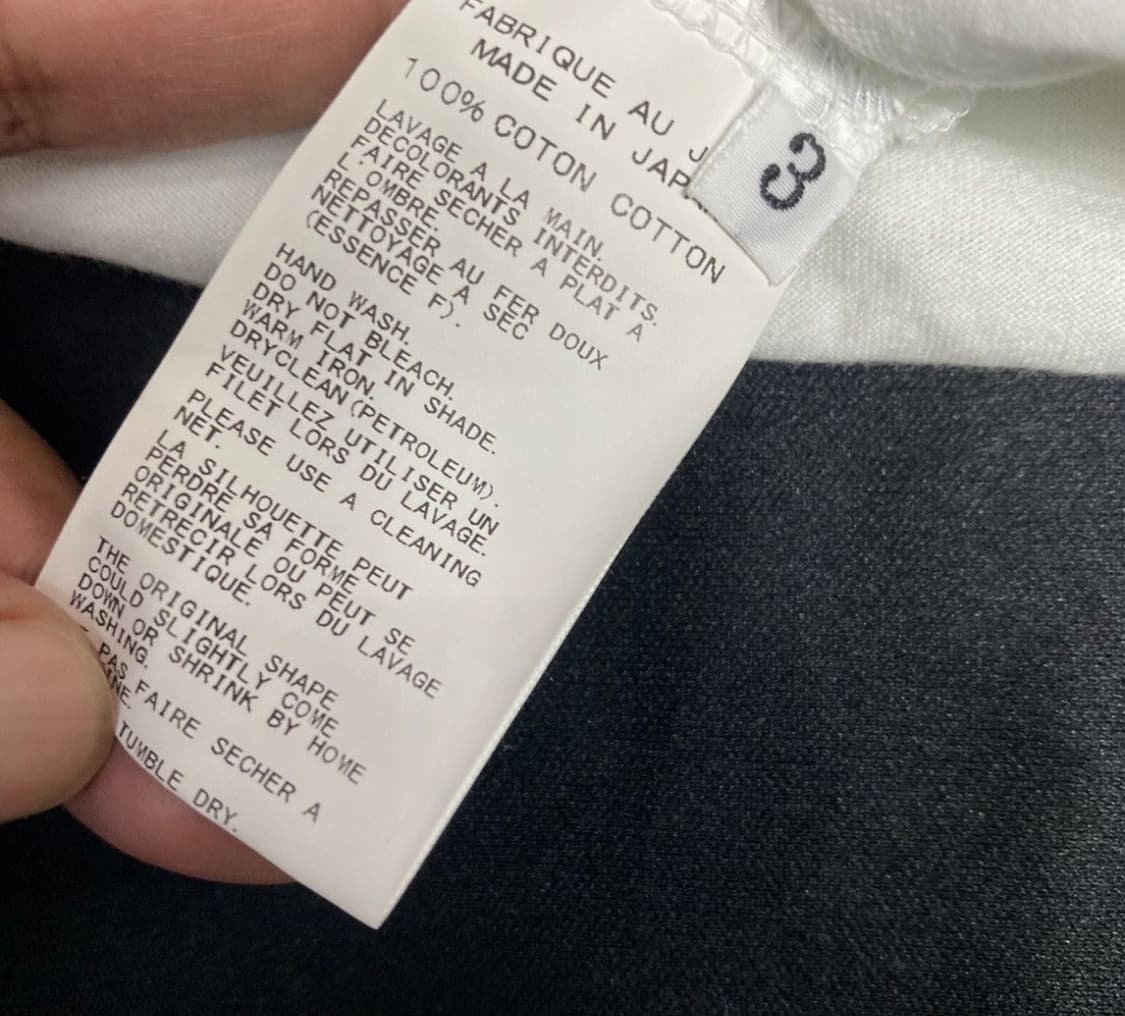 FABRIQUE AU J
MADE IN JAP
3
100% COTON COTTON
LAVAGE A LA MAIN.
DECOLORANTS INTERDITS.
FAIRE SECHER A PLAT A
L'OMBRE.
REPASSER AU FER DOUX
NETTOYAGE A SEC
(ESSENCE F).
HAND WASH.
DO NOT BLEACH.
DRY FLAT IN SHADE.
WARM IRON.
DRYCLEAN(PETROLEUM).
VEUILLEZ UTILISER UN
FILET LORS DU LAVAGE.
PLEASE USE A CLEANING
NET.
LA SILHOUETTE PEUT
PERDRE SA FORME
ORIGINALE OU PEUT SE
RETRECIR LORS DU LAVAGE
DOMESTIQUE.
THE ORIGINAL SHAPE
COULD SLIGHTLY COME
DOWN OR SHRINK BY HOME
WASHING.
PAS FAIRE SECHER A
INE.
TUMBLE DRY.